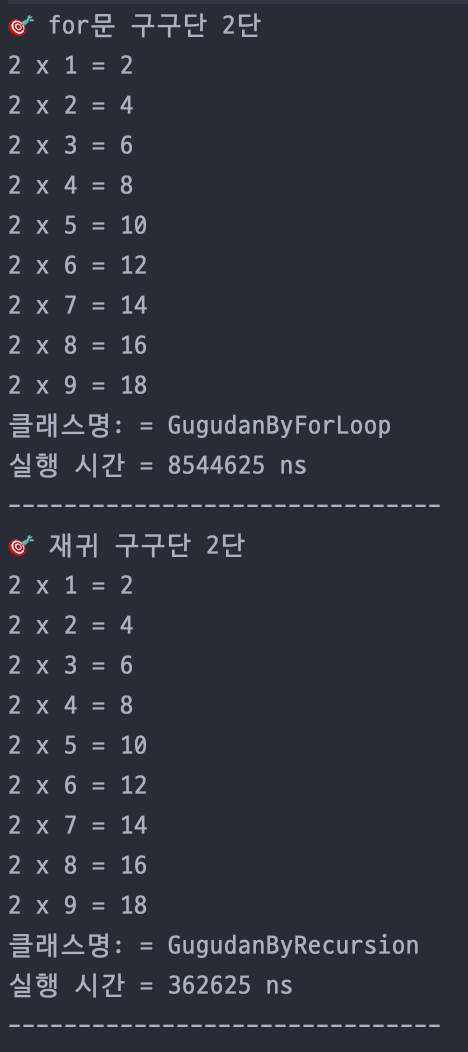 🎯 for문 구구단 2단
2 x 1 = 2
2 x 2 = 4
2 x 3 = 6
2 x 4 = 8
2 x 5 = 10
2 x 6 = 12
2 x 7 = 14
2 x 8 = 16
2 x 9 = 18
클래스명: = GugudanByForLoop
실행 시간 = 8544625 ns
-------------------------------
🎯 재귀 구구단 2단
2 x 1 = 2
2 x 2 = 4
2 x 3 = 6
2 x 4 = 8
2 x 5 = 10
2 x 6 = 12
2 x 7 = 14
2 x 8 = 16
2 x 9 = 18
클래스명: = GugudanByRecursion
실행 시간 = 362625 ns
-------------------------------